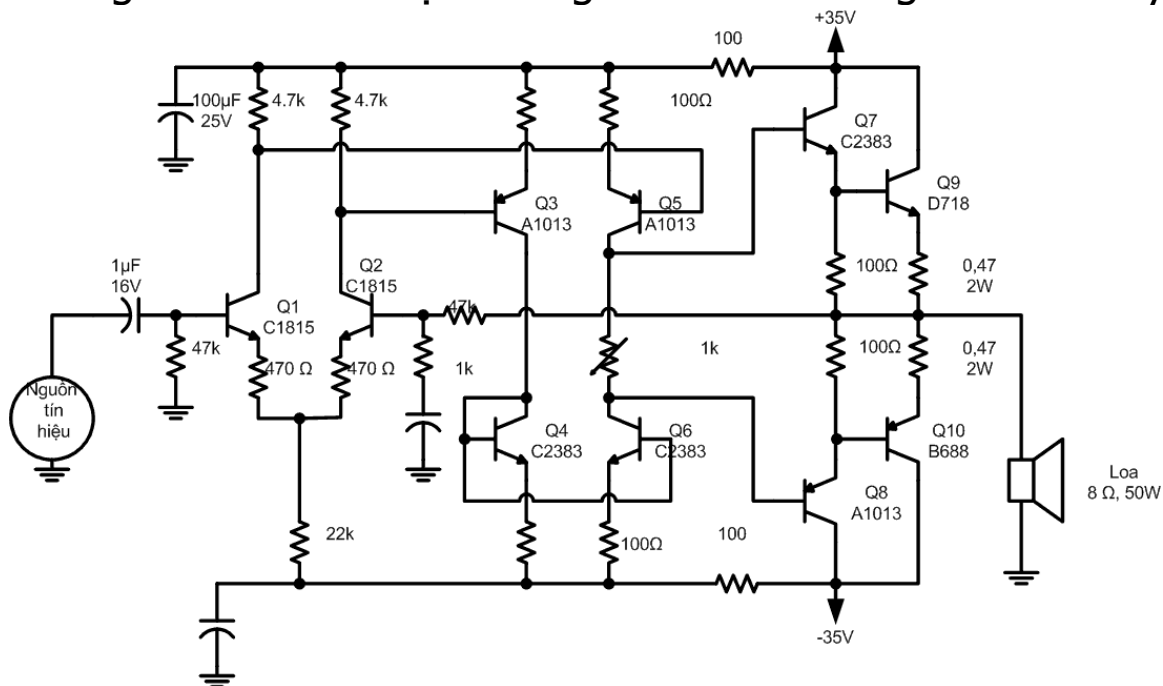 +35V
100
100µF
25V
4.7k
4.7k
100Ω
Q7
C2383
Q3
A1013
Q5
A1013
Q9
D718
1µF
16V
Q2
C1815
Q1
C1815
47k
100Ω
0,47
2W
47k
470 Ω
470 Ω
1k
1k
100Ω
0,47
2W
Nguồn
tín
hiệu
Q4
C2383
Q6
C2383
Q10
B688
Q8
A1013
Loa
8 Ω, 50W
22k
100Ω
100
-35V